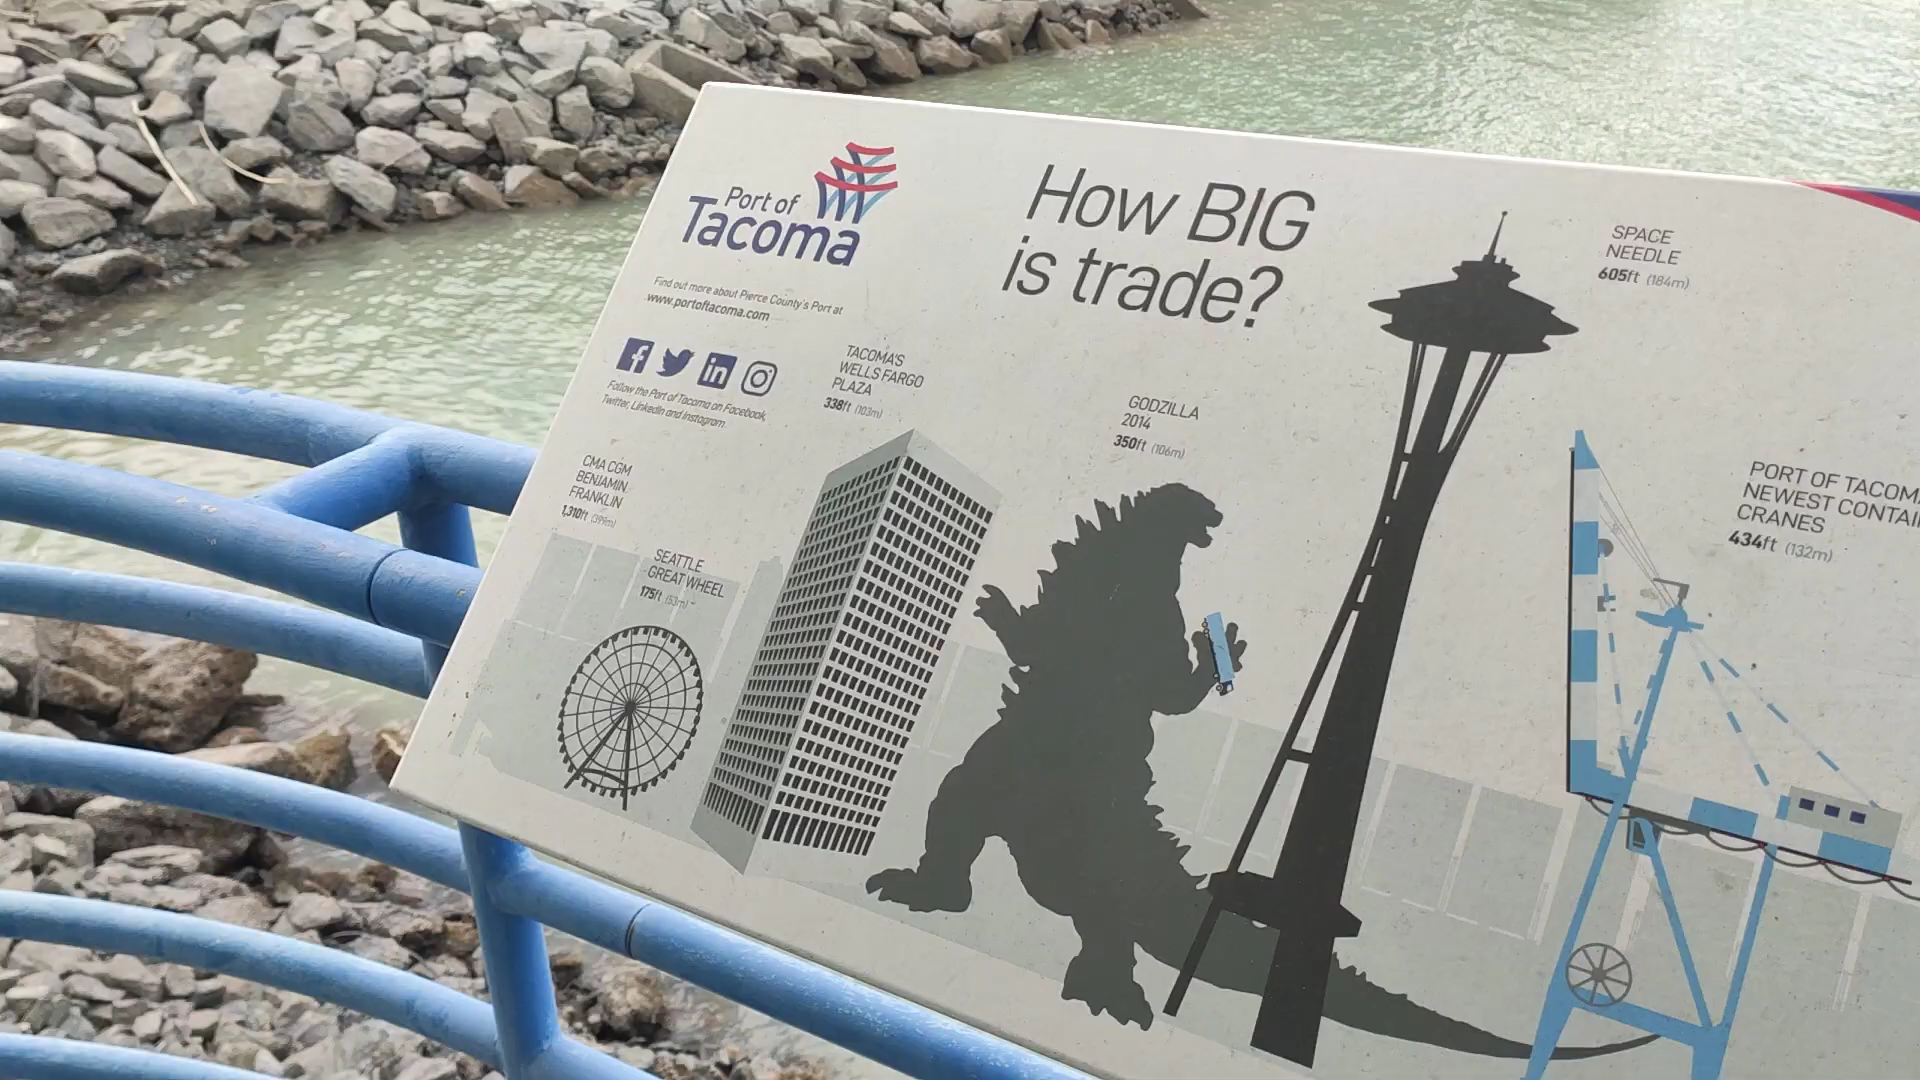 Port of
Tacoma
Find out more about Pierce County's Port at
www.portoftacoma.com
Follow the Port of Tacoma on Facebook,
Twitter, LinkedIn and Instagram.
How BIG
is trade?
CMA CGM
BENJAMIN
FRANKLIN
1,310ft (399m)
SEATTLE
GREAT WHEEL
175ft (53m)
TACOMA'S
WELLS FARGO
PLAZA
338ft (103m)
GODZILLA
2014
350ft (106m)
SPACE
NEEDLE
605ft (184m)
PORT OF TACOM
NEWEST CONTAI
CRANES
434ft (132m)